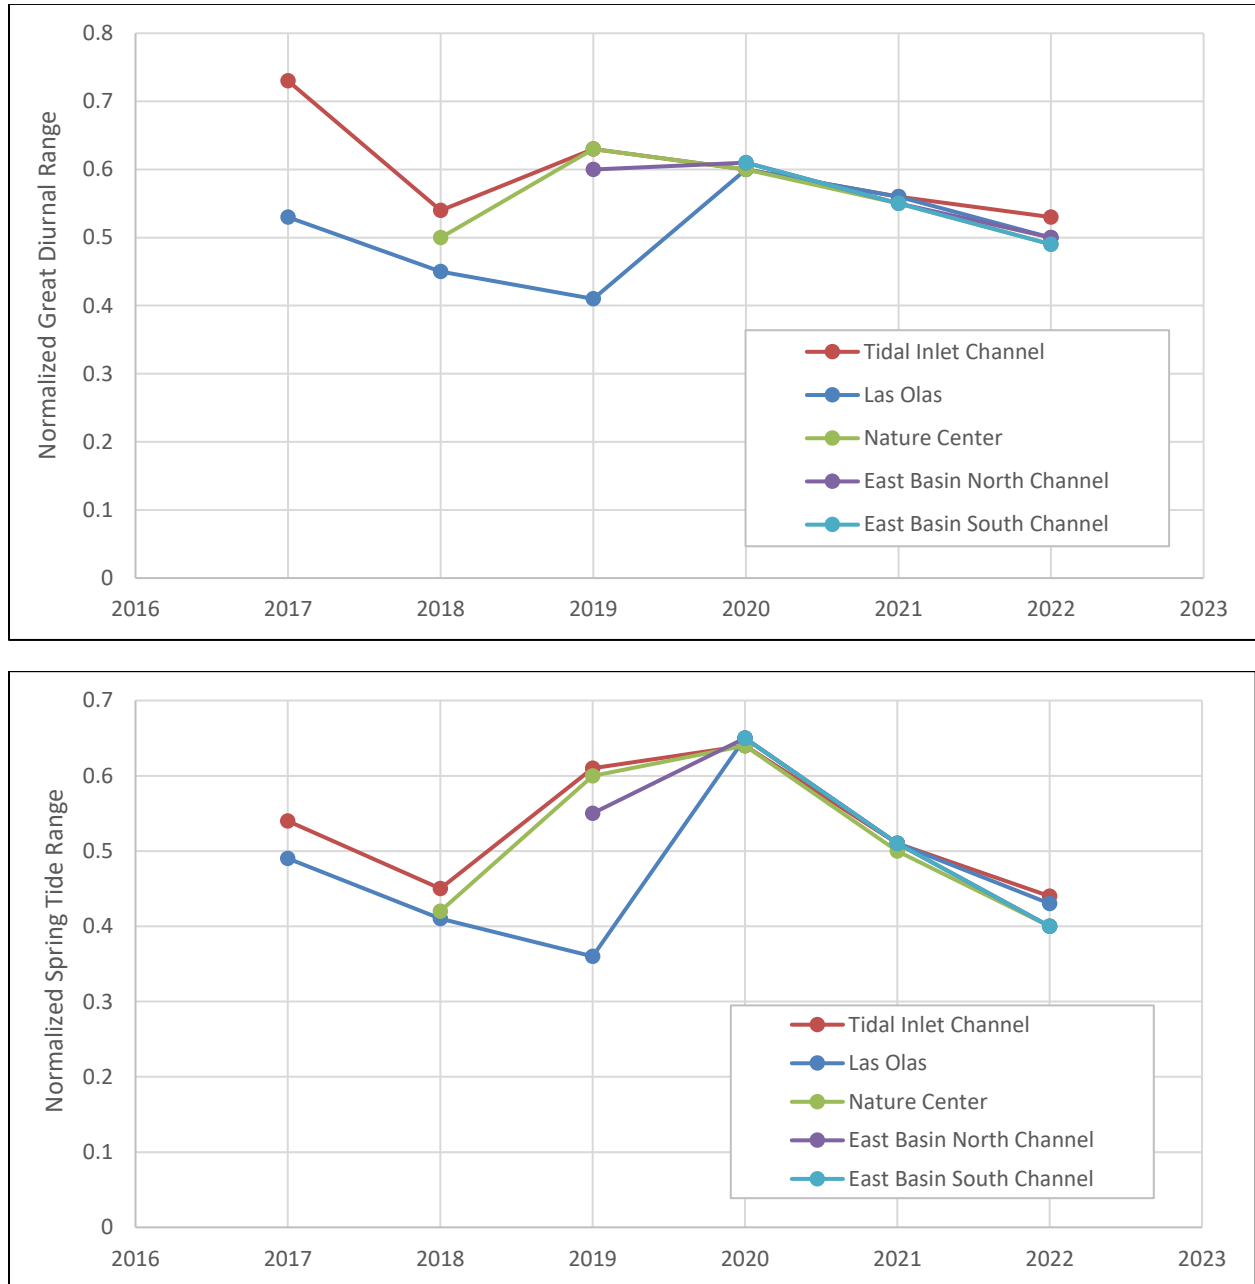 Normalized Great Diurnal Range
0.8
0.7
0.6
0.5
0.4
0.3
0.2
0.1
0
2016 2017 2018 2019 2020 2021 2022 2023
Tidal Inlet Channel
Las Olas
Nature Center
East Basin North Channel
East Basin South Channel
Normalized Spring Tide Range
0.7
0.6
0.5
0.4
0.3
0.2
0.1
0
2016 2017 2018 2019 2020 2021 2022 2023
Tidal Inlet Channel
Las Olas
Nature Center
East Basin North Channel
East Basin South Channel